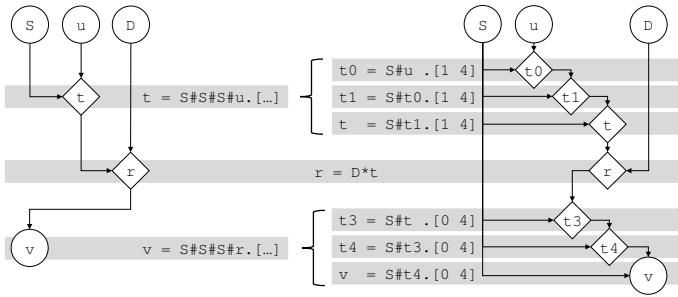 S u D S u D
t0 = S#u .[1 4] t0
t t = S#S#S#u.[…] t1 = S#t0.[1 4] t1
t = S#t1.[1 4] t
r r = D*t r
t3 = S#t .[0 4] t3
v v = S#S#S#r.[…] t4 = S#t3.[0 4] t4
v = S#t4.[0 4] v